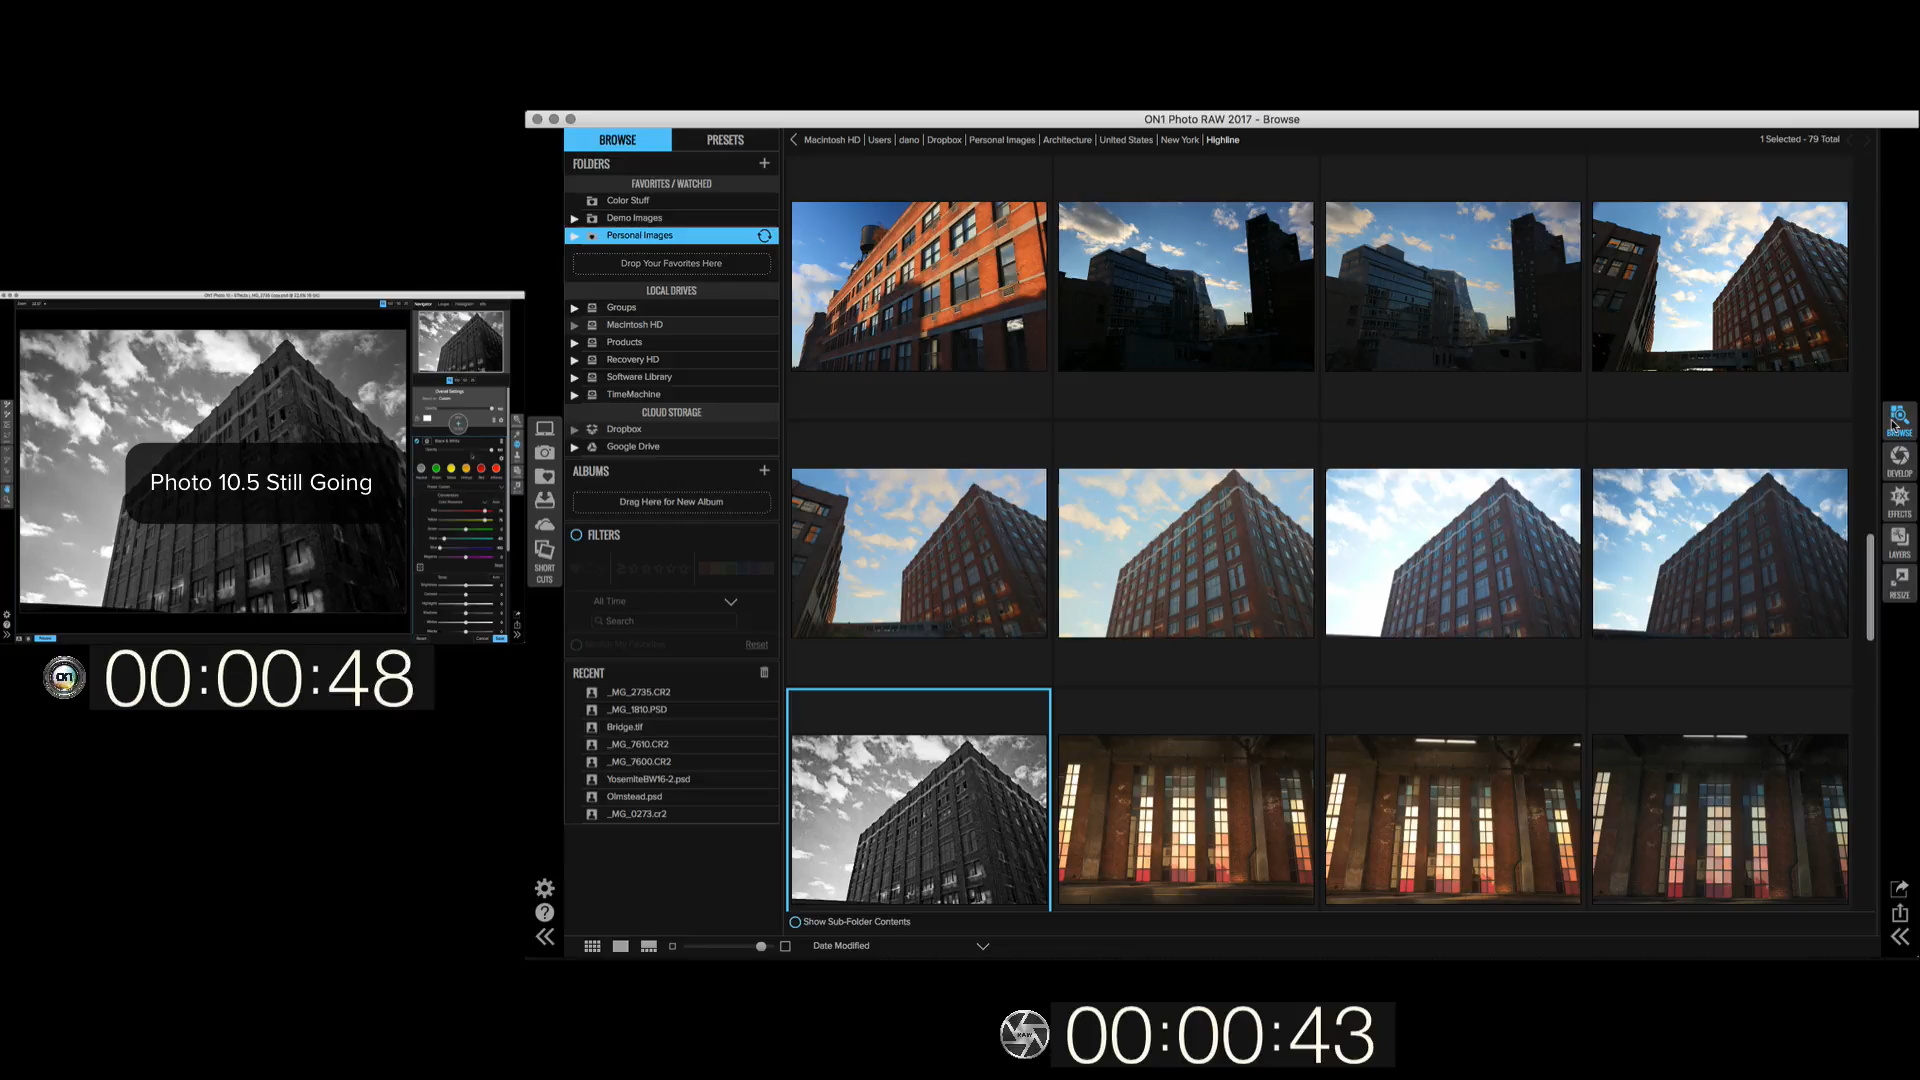 ON1 Photo RAW 2017 - Browse
BROWSE
PRESETS
Macintosh HD | Users | dano | Dropbox | Personal Images | Architecture | United States | New York | Highline
1 Selected - 79 Total
FOLDERS
FAVORITES / WATCHED
Color Stuff
Demo Images
Personal Images
Drop Your Favorites Here
LOCAL DRIVES
Groups
Macintosh HD
Products
Recovery HD
Software Library
TimeMachine
CLOUD STORAGE
Dropbox
Google Drive
ALBUMS
Drag Here for New Album
FILTERS
All Time
Search
Reset
RECENT
_MG_2735.CR2
_MG_1810.PSD
Bridge.tif
_MG_7610.CR2
_MG_7600.CR2
YosemiteBW16-2.psd
Olmstead.psd
_MG_0273.cr2
SHORT
CUTS
Show Sub-Folder Contents
Date Modified
BROWSE
DEVELOP
EFFECTS
LAYERS
RESIZE
Photo 10.5 Still Going
on1
00:00:48
RAW
00:00:43